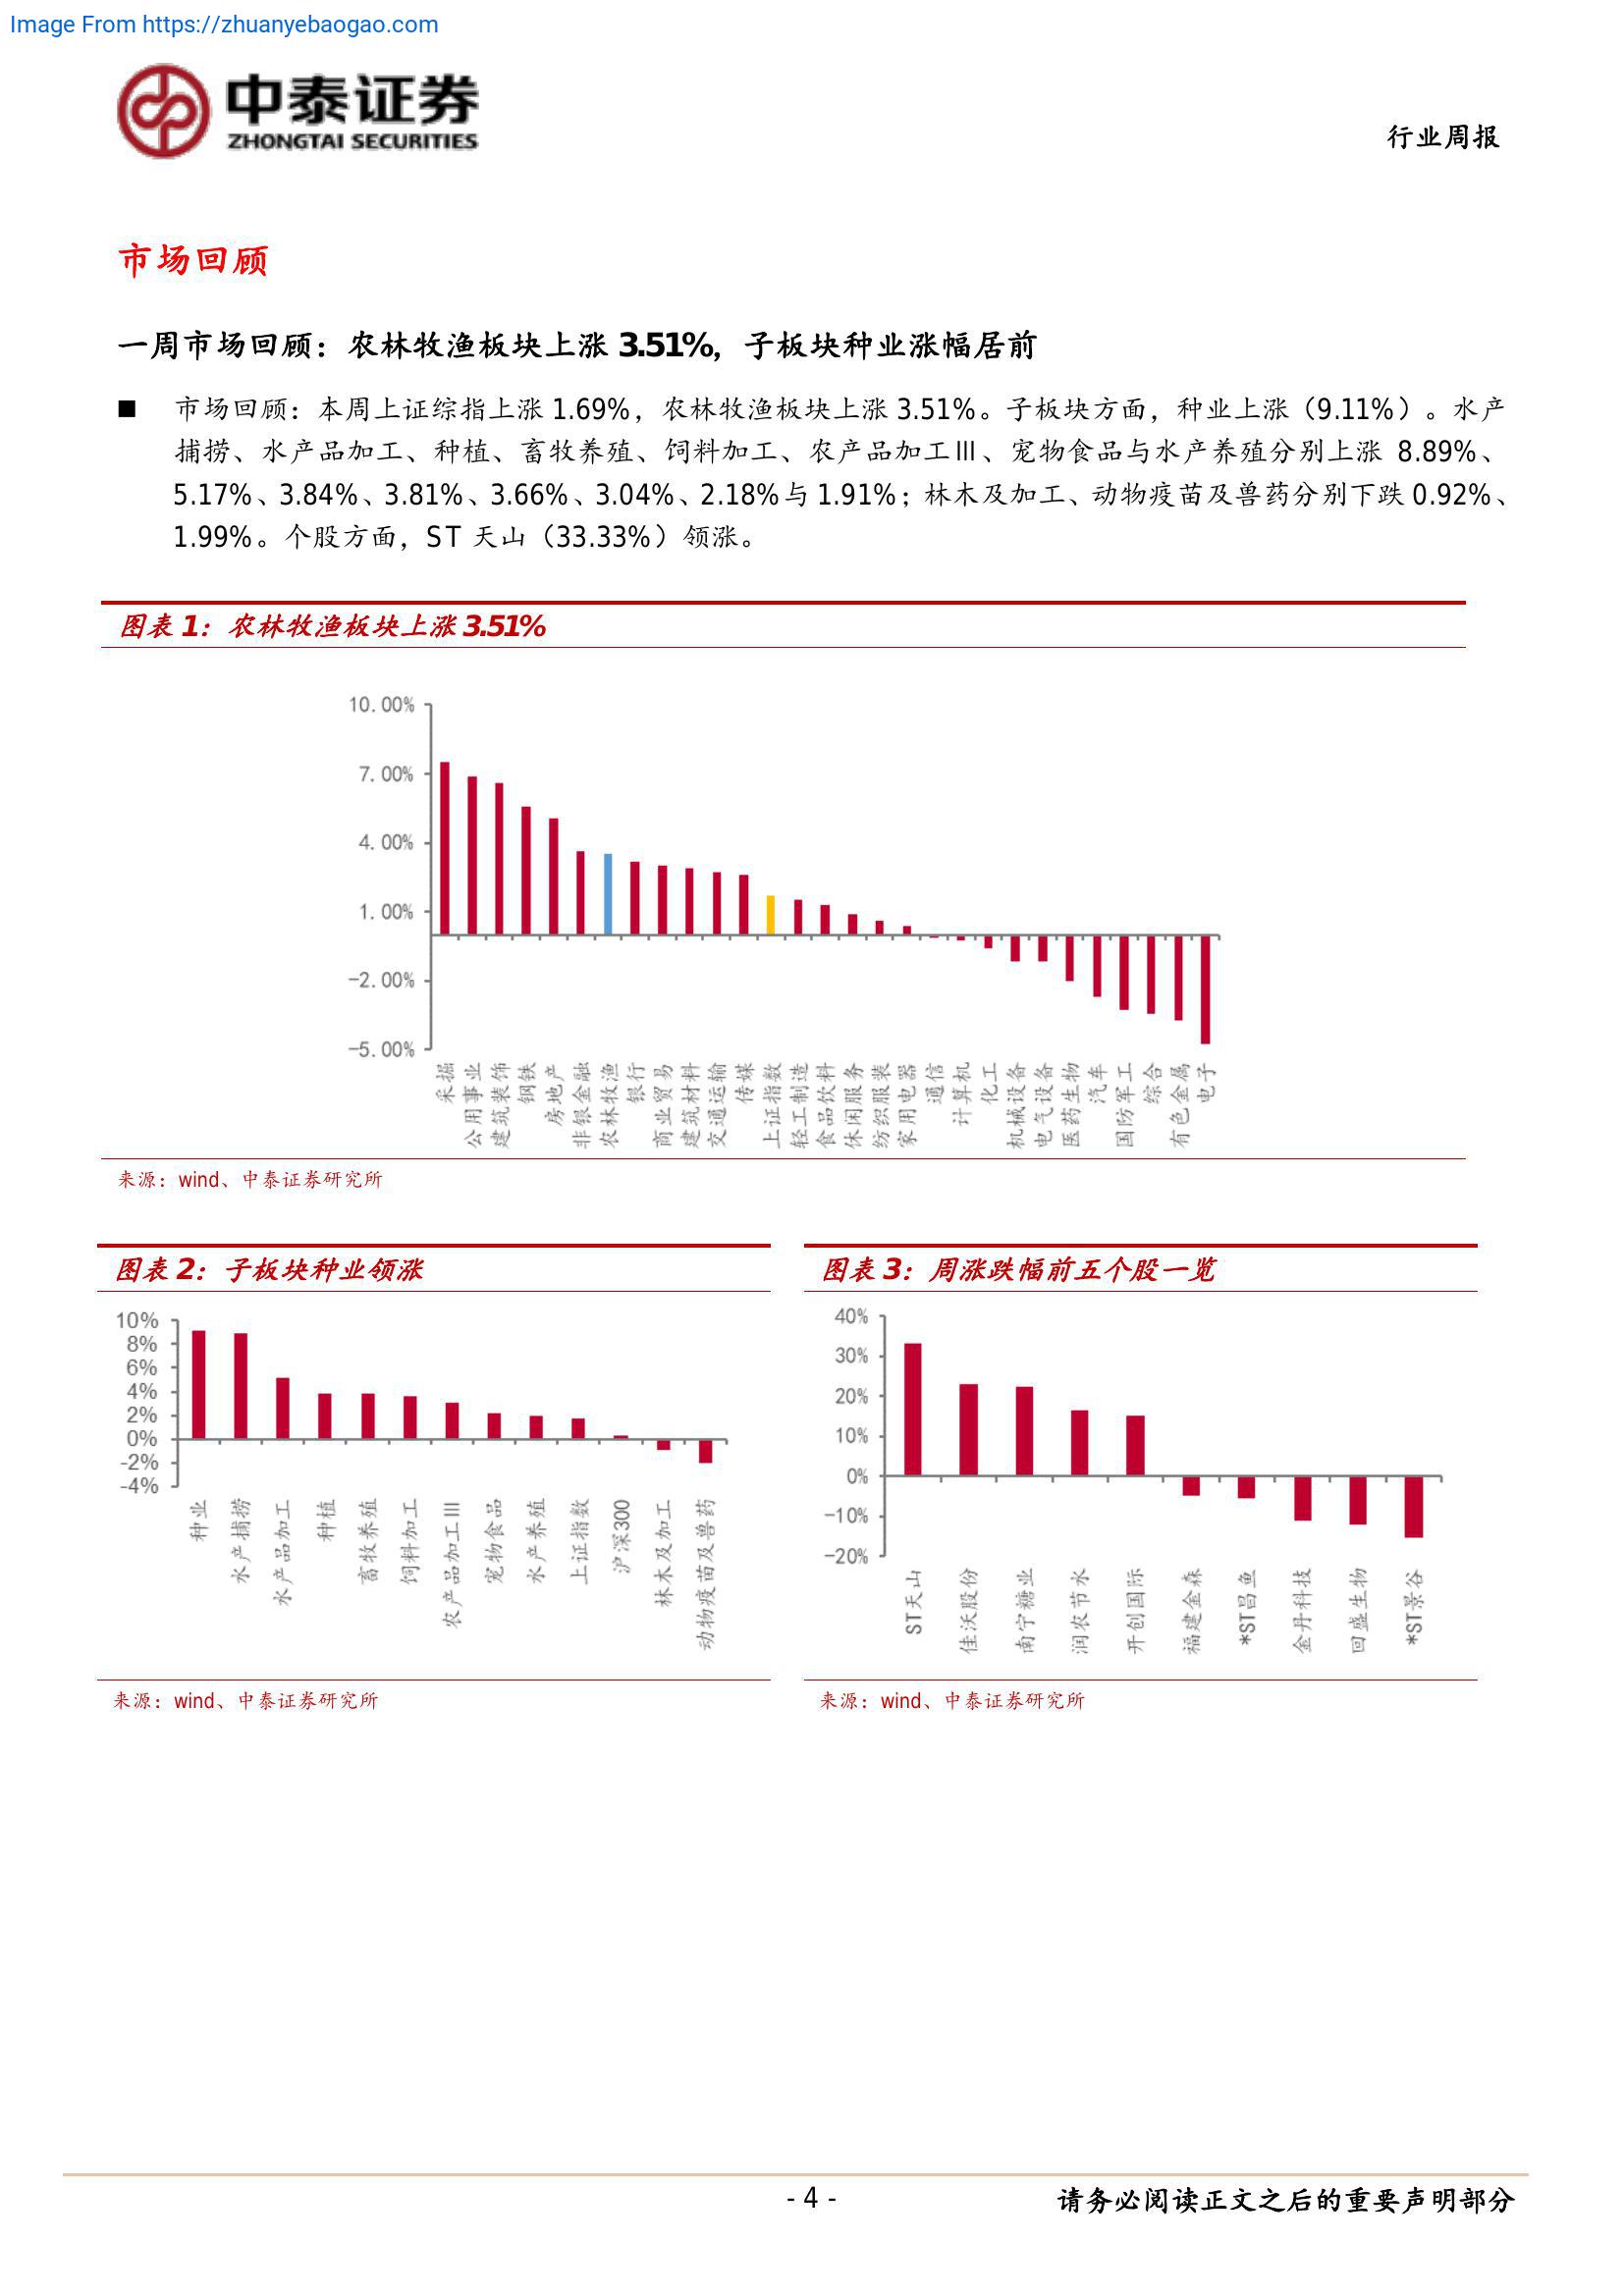 Image From https://zhuanyebaogao.com
中泰证券
ZHONGTAI SECURITIES
行业周报
市场回顾
一周市场回顾：农林牧渔板块上涨 3.51%，子板块种业涨幅居前
■ 市场回顾：本周上证综指上涨 1.69%，农林牧渔板块上涨 3.51%。子板块方面，种业上涨（9.11%）。水产
捕捞、水产品加工、种植、畜牧养殖、饲料加工、农产品加工Ⅲ、宠物食品与水产养殖分别上涨 8.89%、
5.17%、3.84%、3.81%、3.66%、3.04%、2.18%与 1.91%；林木及加工、动物疫苗及兽药分别下跌 0.92%、
1.99%。个股方面，ST 天山（33.33%）领涨。
图表 1：农林牧渔板块上涨 3.51%
10.00%
7.00%
4.00%
1.00%
-2.00%
-5.00%
采掘
公用事业
建筑装饰
钢铁
房地产
非银金融
农林牧渔
银行
商业贸易
建筑材料
交通运输
传媒
上证指数
轻工制造
食品饮料
休闲服务
纺织服装
家用电器
通信
计算机
化工
机械设备
电气设备
医药生物
汽车
国防军工
综合
有色金属
电子
来源：wind、中泰证券研究所
图表 2：子板块种业领涨
10%
8%
6%
4%
2%
0%
-2%
-4%
种业
水产捕捞
水产品加工
种植
畜牧养殖
饲料加工
农产品加工Ⅲ
宠物食品
水产养殖
上证指数
沪深300
林木及加工
动物疫苗及兽药
来源：wind、中泰证券研究所
图表 3：周涨跌幅前五个股一览
40%
30%
20%
10%
0%
-10%
-20%
ST天山
佳沃股份
南宁糖业
润农节水
开创国际
福建金森
*ST昌鱼
金丹科技
回盛生物
*ST景谷
来源：wind、中泰证券研究所
- 4 -
请务必阅读正文之后的重要声明部分